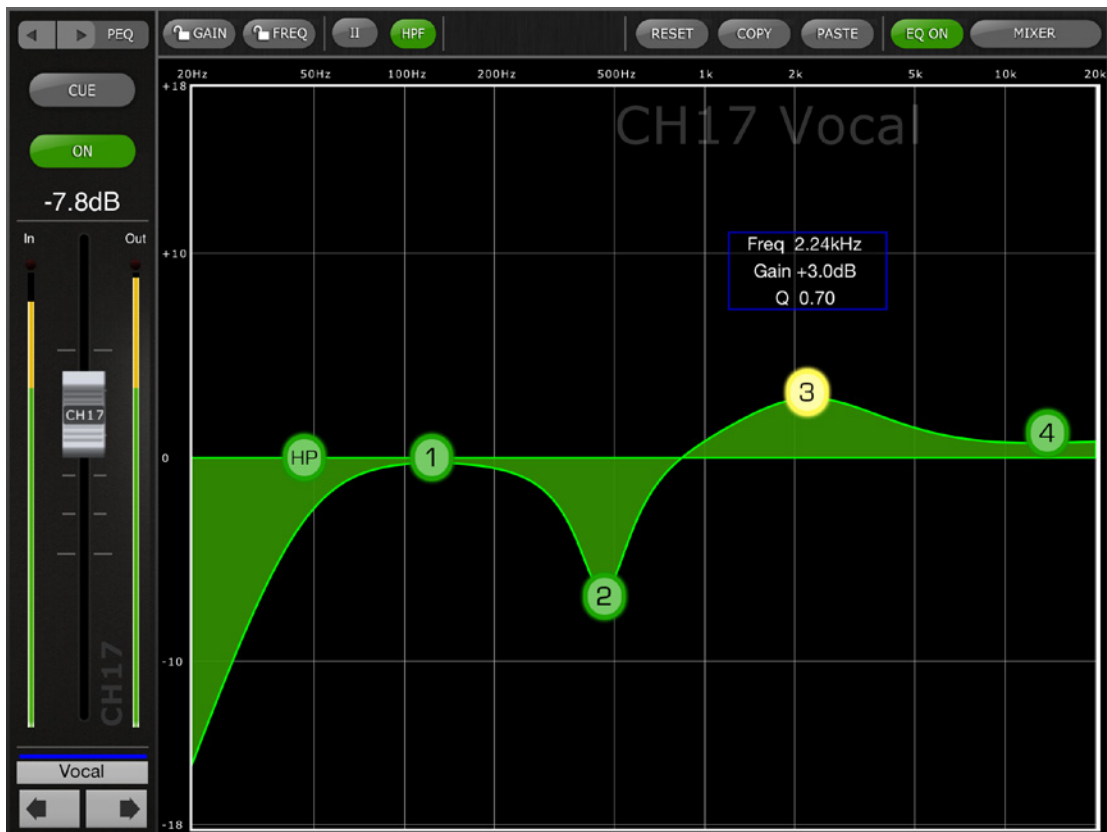 PEQ
GAIN FREQ II HPF
RESET COPY PASTE EQ ON MIXER
CUE
ON
-7.8dB
In Out
CH17
CH17
Vocal
20Hz 50Hz 100Hz 200Hz 500Hz 1k 2k 5k 10k 20k
+18
CH17 Vocal
+10
Freq 2.24kHz
Gain +3.0dB
Q 0.70
3
0 HP 1 4
2
-10
-18